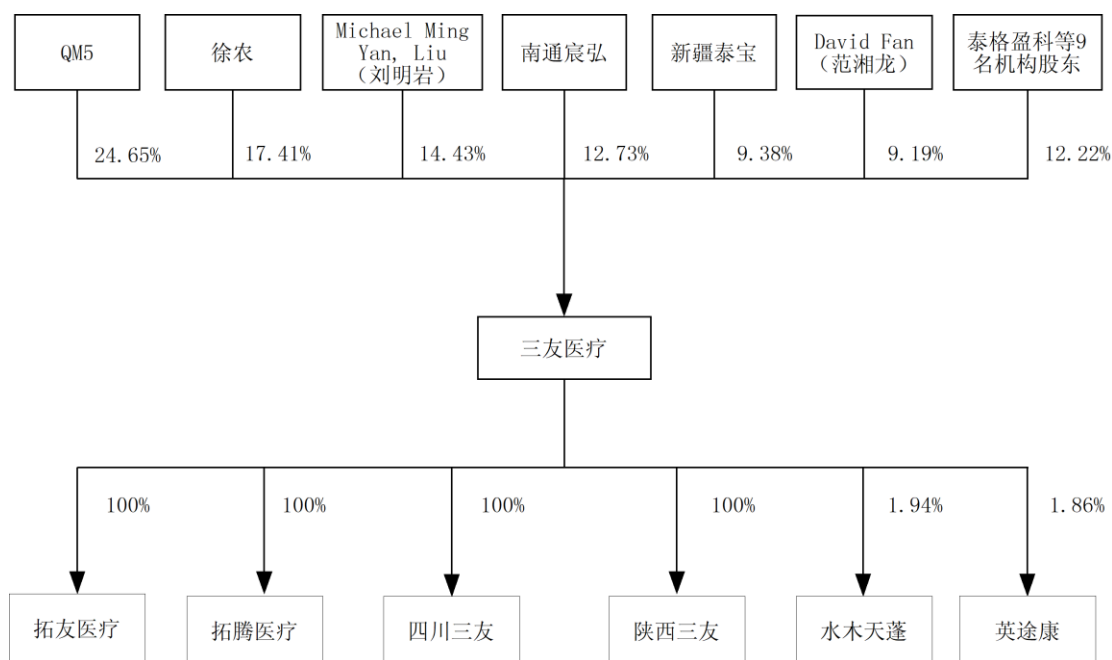 QM5
徐农
Michael Ming
Yan, Liu
（刘明岩）
南通宸弘
新疆泰宝
David Fan
（范湘龙）
泰格盈科等9
名机构股东
24.65%
17.41%
14.43%
12.73%
9.38%
9.19%
12.22%
三友医疗
100%
100%
100%
100%
1.94%
1.86%
拓友医疗
拓腾医疗
四川三友
陕西三友
水木天蓬
英途康